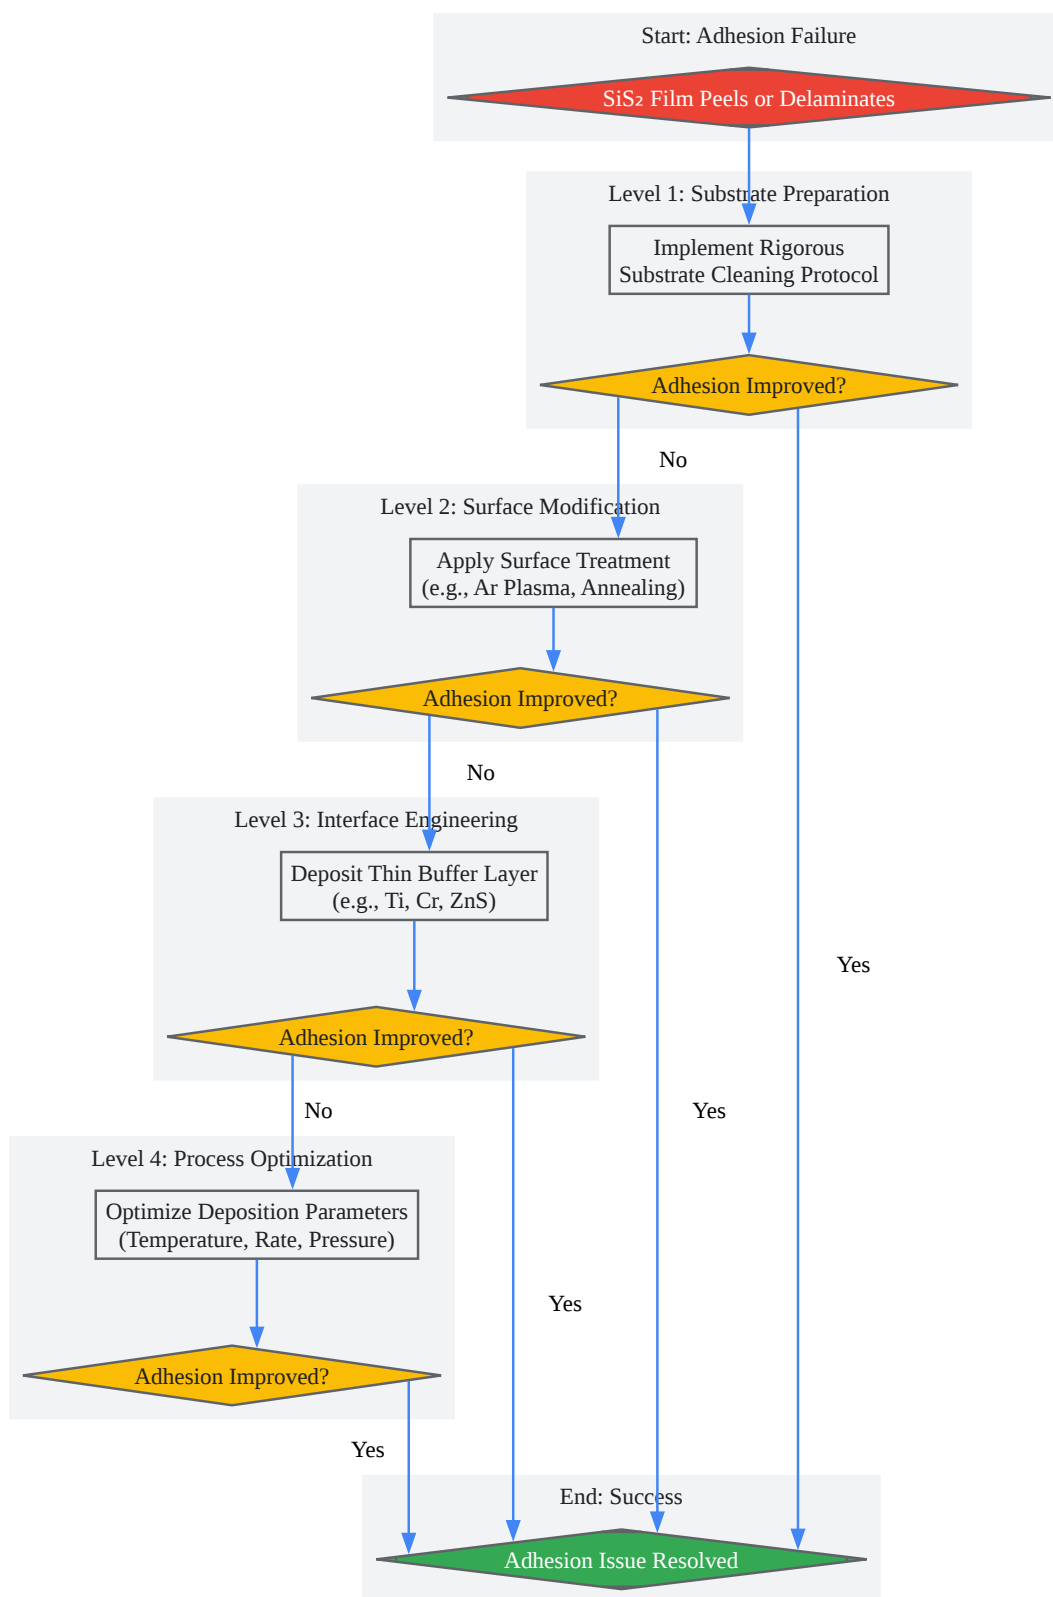 Start: Adhesion Failure
SiS₂ Film Peels or Delaminates
Level 1: Substrate Preparation
Implement Rigorous
Substrate Cleaning Protocol
Adhesion Improved?
No
Level 2: Surface Modification
Apply Surface Treatment
(e.g., Ar Plasma, Annealing)
Adhesion Improved?
No
Level 3: Interface Engineering
Deposit Thin Buffer Layer
(e.g., Ti, Cr, ZnS)
Yes
Adhesion Improved?
No
Yes
Level 4: Process Optimization
Optimize Deposition Parameters
(Temperature, Rate, Pressure)
Yes
Adhesion Improved?
Yes
End: Success
Adhesion Issue Resolved